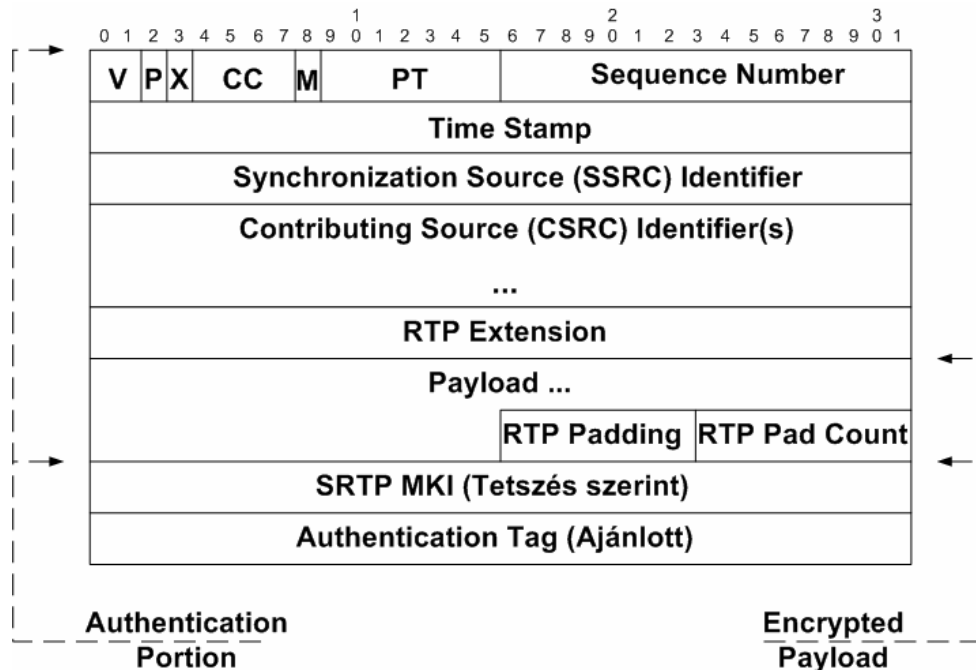 1 2 3
0 1 2 3 4 5 6 7 8 9 0 1 2 3 4 5 6 7 8 9 0 1 2 3 4 5 6 7 8 9 0 1
V P X CC M PT Sequence Number
Time Stamp
Synchronization Source (SSRC) Identifier
Contributing Source (CSRC) Identifier(s)
...
RTP Extension
Payload ...
RTP Padding RTP Pad Count
SRTP MKI (Tetszés szerint)
Authentication Tag (Ajánlott)
Authentication Encrypted
Portion Payload